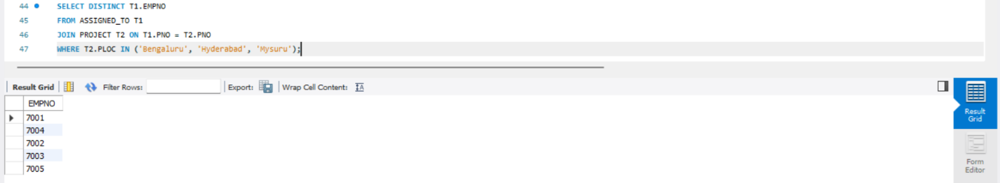 44 SELECT DISTINCT T1.EMPNO
45 FROM ASSIGNED_TO T1
46 JOIN PROJECT T2 ON T1.PNO = T2.PNO
47 WHERE T2.PLOC IN ('Bengaluru', 'Hyderabad', 'Mysuru');
Result Grid Filter Rows: Export: Wrap Cell Content: IA
EMPNO
7001
7004
7002
7003
7005
Result
Grid
Form
Editor